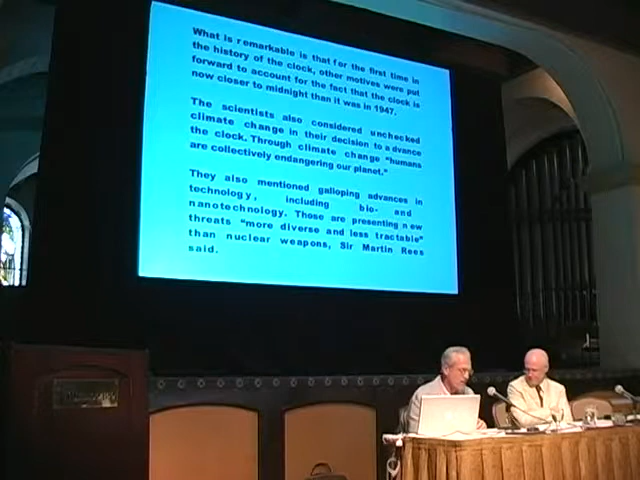 What is remarkable is that for the first time in
the history of the clock, other motives were put
forward to account for the fact that the clock is
now closer to midnight than it was in 1947.
The scientists also considered unchecked
climate change in their decision to advance
the clock. Through climate change "humans
are collectively endangering our planet."
They also mentioned galloping advances in
technology, including bio- and
nanotechnology. Those are presenting new
threats "more diverse and less tractable"
than nuclear weapons, Sir Martin Rees
said.